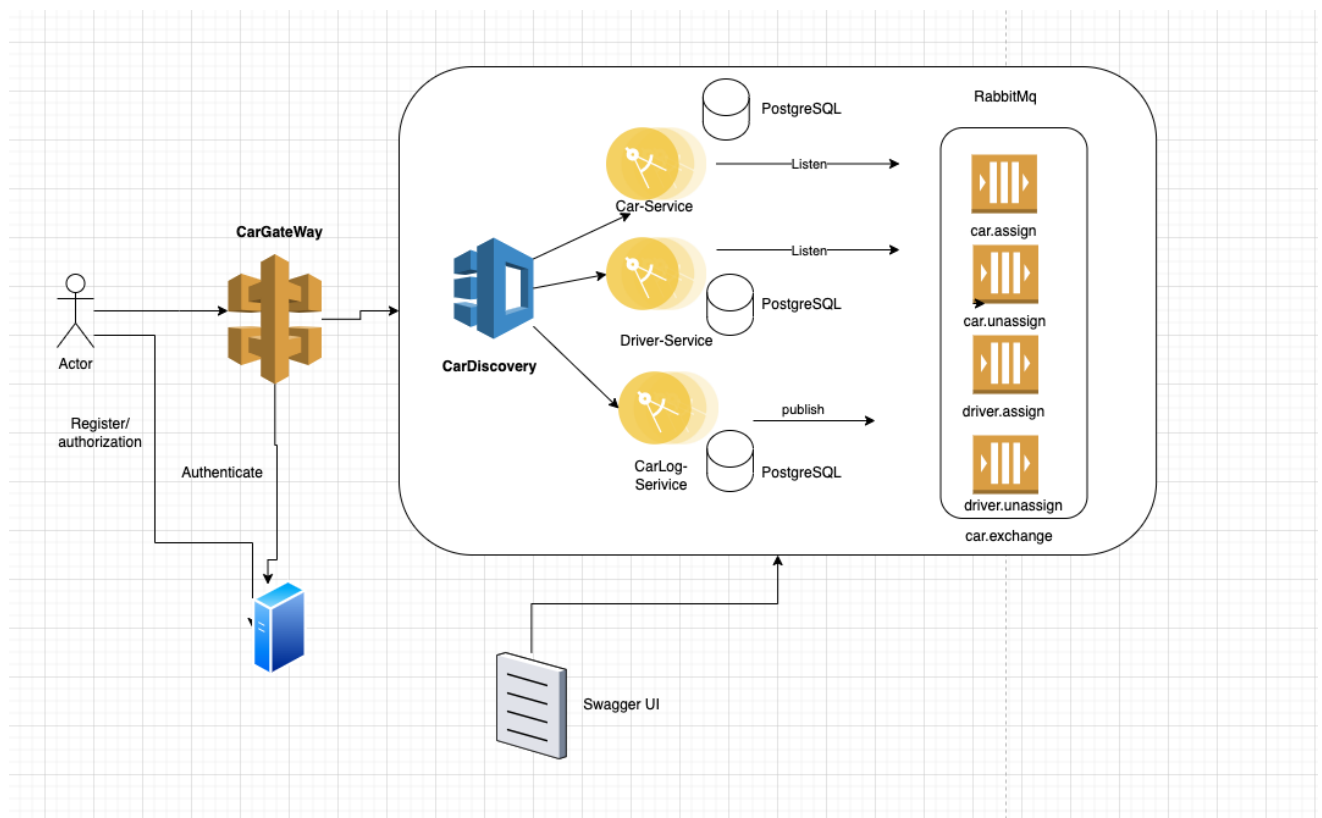 RabbitMq
PostgreSQL
Listen
Car-Service
car.assign
CarGateWay
Listen
PostgreSQL
car.unassign
Driver-Service
Actor
CarDiscovery
driver.assign
publish
Register/
authorization
CarLog-
Serivice
PostgreSQL
Authenticate
driver.unassign
car.exchange
Swagger UI